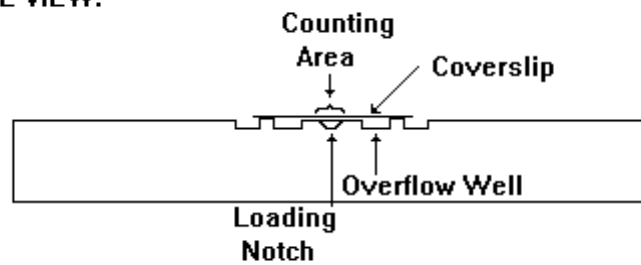 VIEW:
Counting
Area
Coverslip
Overflow Well
Loading
Notch